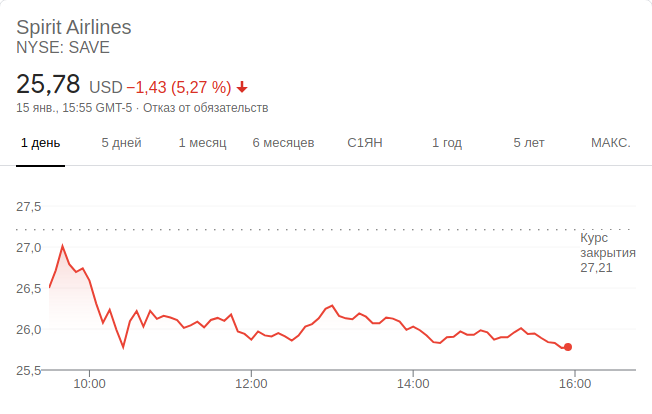 Spirit Airlines
NYSE: SAVE
25,78 USD −1,43 (5,27 %)
15 янв., 15:55 GMT-5 · Отказ от обязательств
1 день 5 дней 1 месяц 6 месяцев С1ЯН 1 год 5 лет МАКС.
27,5
27,0
26,5
26,0
25,5
Курс
закрытия
27,21
10:00 12:00 14:00 16:00